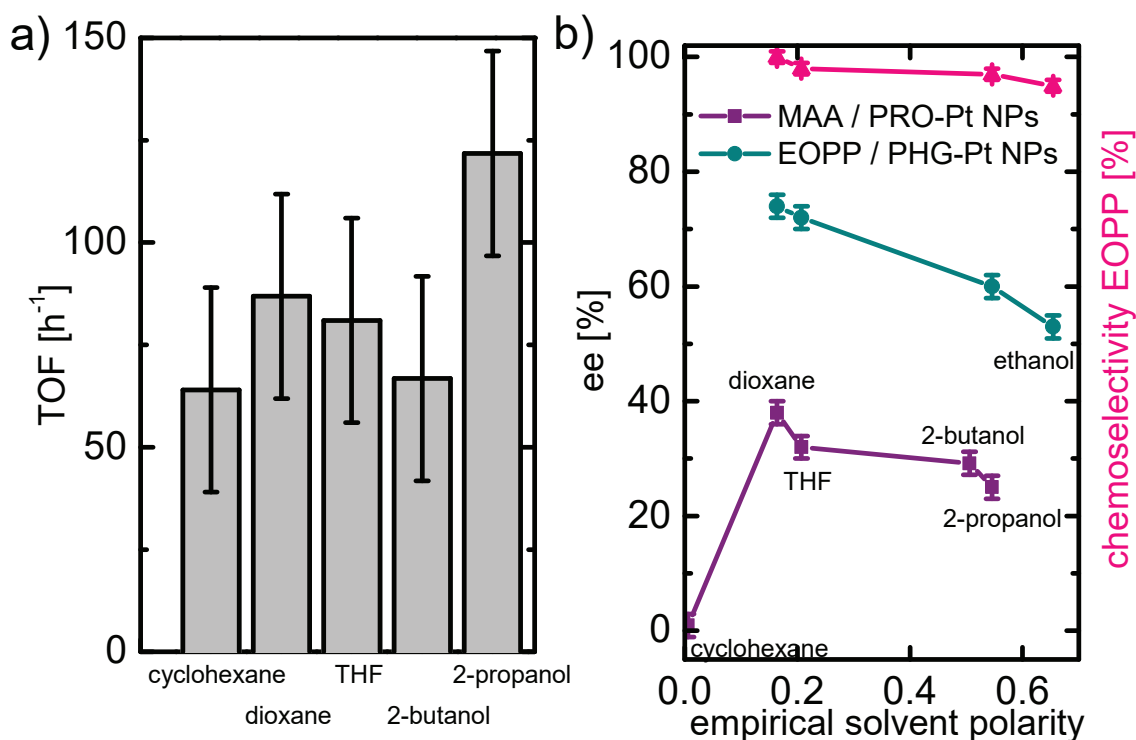 a)
150
100
50
0
TOF [h⁻¹]
cyclohexane
THF
2-propanol
dioxane
2-butanol
b)
100
80
60
40
20
0
ee [%]
MAA / PRO-Pt NPs
EOPP / PHG-Pt NPs
ethanol
dioxane
2-butanol
THF
2-propanol
cyclohexane
0.0
0.2
0.4
0.6
empirical solvent polarity
chemoselectivity EOPP [%]